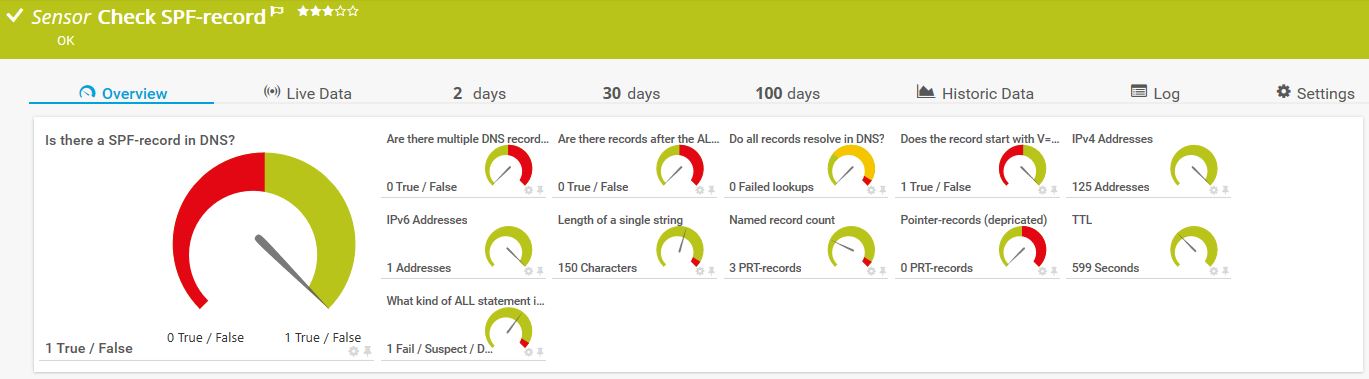 Sensor Check SPF-record
OK
Overview Live Data 2 days 30 days 100 days Historic Data Log Settings
Is there a SPF-record in DNS?
0 True / False 1 True / False
1 True / False
Are there multiple DNS record...
0 True / False
Are there records after the AL...
0 True / False
Do all records resolve in DNS?
0 Failed lookups
Does the record start with V=...
1 True / False
IPv4 Addresses
125 Addresses
IPv6 Addresses
1 Addresses
Length of a single string
150 Characters
Named record count
3 PRT-records
Pointer-records (depricated)
0 PRT-records
TTL
599 Seconds
What kind of ALL statement i...
1 Fail / Suspect / D...